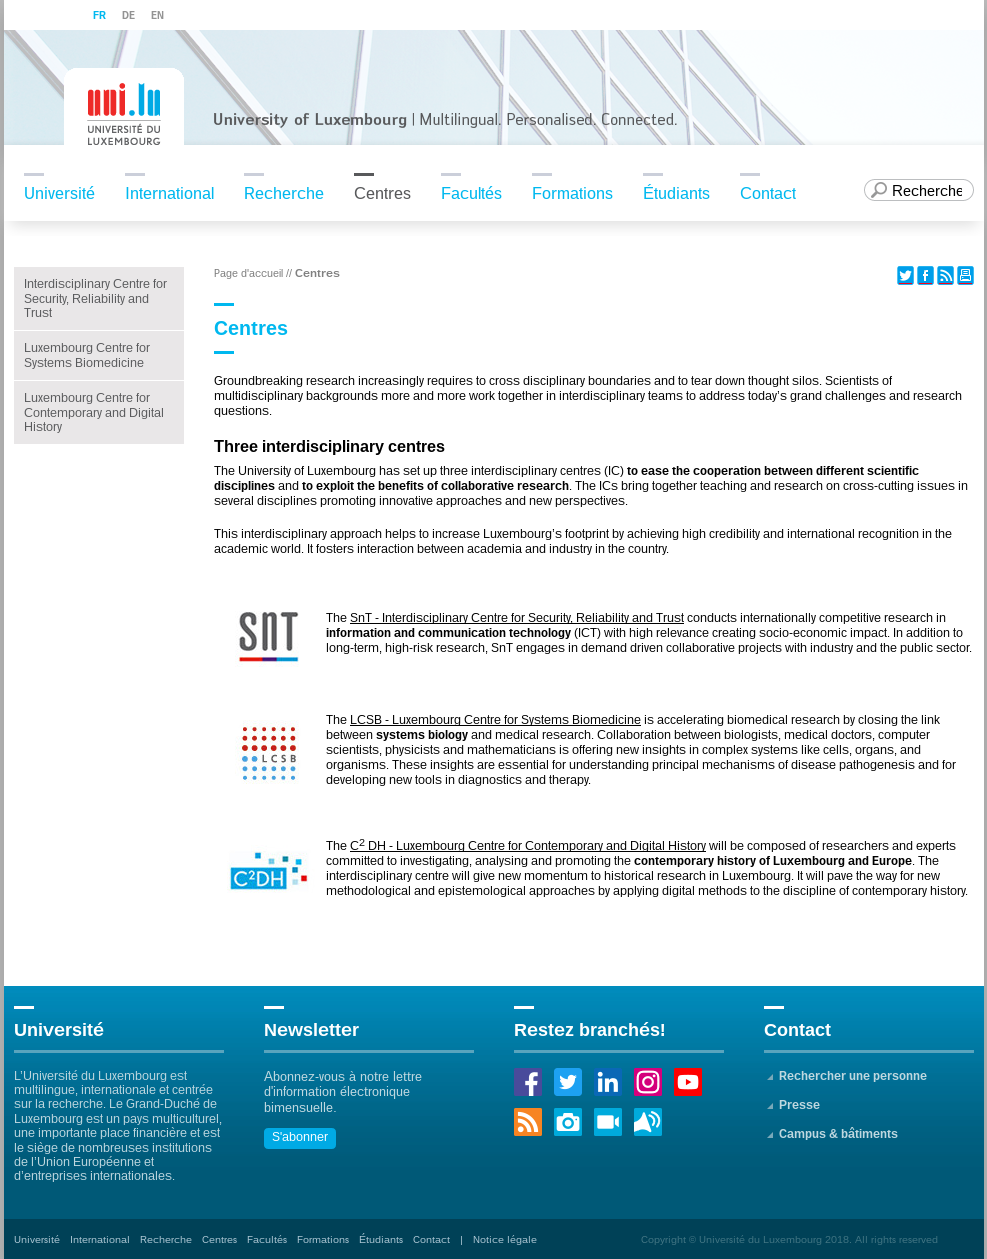 FR DE EN
uni.lu
UNIVERSITÉ DU
LUXEMBOURG
University of Luxembourg | Multilingual. Personalised. Connected.
Université International Recherche Centres Facultés Formations Étudiants Contact Recherche
Interdisciplinary Centre for
Security, Reliability and
Trust
Luxembourg Centre for
Systems Biomedicine
Luxembourg Centre for
Contemporary and Digital
History
Page d'accueil // Centres
Centres
Groundbreaking research increasingly requires to cross disciplinary boundaries and to tear down thought silos. Scientists of
multidisciplinary backgrounds more and more work together in interdisciplinary teams to address today's grand challenges and research
questions.
Three interdisciplinary centres
The University of Luxembourg has set up three interdisciplinary centres (IC) to ease the cooperation between different scientific
disciplines and to exploit the benefits of collaborative research. The ICs bring together teaching and research on cross-cutting issues in
several disciplines promoting innovative approaches and new perspectives.
This interdisciplinary approach helps to increase Luxembourg's footprint by achieving high credibility and international recognition in the
academic world. It fosters interaction between academia and industry in the country.
SNT
The SnT - Interdisciplinary Centre for Security, Reliability and Trust conducts internationally competitive research in
information and communication technology (ICT) with high relevance creating socio-economic impact. In addition to
long-term, high-risk research, SnT engages in demand driven collaborative projects with industry and the public sector.
LCSB
The LCSB - Luxembourg Centre for Systems Biomedicine is accelerating biomedical research by closing the link
between systems biology and medical research. Collaboration between biologists, medical doctors, computer
scientists, physicists and mathematicians is offering new insights in complex systems like cells, organs, and
organisms. These insights are essential for understanding principal mechanisms of disease pathogenesis and for
developing new tools in diagnostics and therapy.
C²DH
The C² DH - Luxembourg Centre for Contemporary and Digital History will be composed of researchers and experts
committed to investigating, analysing and promoting the contemporary history of Luxembourg and Europe. The
interdisciplinary centre will give new momentum to historical research in Luxembourg. It will pave the way for new
methodological and epistemological approaches by applying digital methods to the discipline of contemporary history.
Université
L'Université du Luxembourg est
multilingue, internationale et centrée
sur la recherche. Le Grand-Duché de
Luxembourg est un pays multiculturel,
une importante place financière et est
le siège de nombreuses institutions
de l'Union Européenne et
d'entreprises internationales.
Newsletter
Abonnez-vous à notre lettre
d'information électronique
bimensuelle.
S'abonner
Restez branchés!
Contact
Rechercher une personne
Presse
Campus & bâtiments
Université International Recherche Centres Facultés Formations Étudiants Contact | Notice légale
Copyright © Université du Luxembourg 2018. All rights reserved